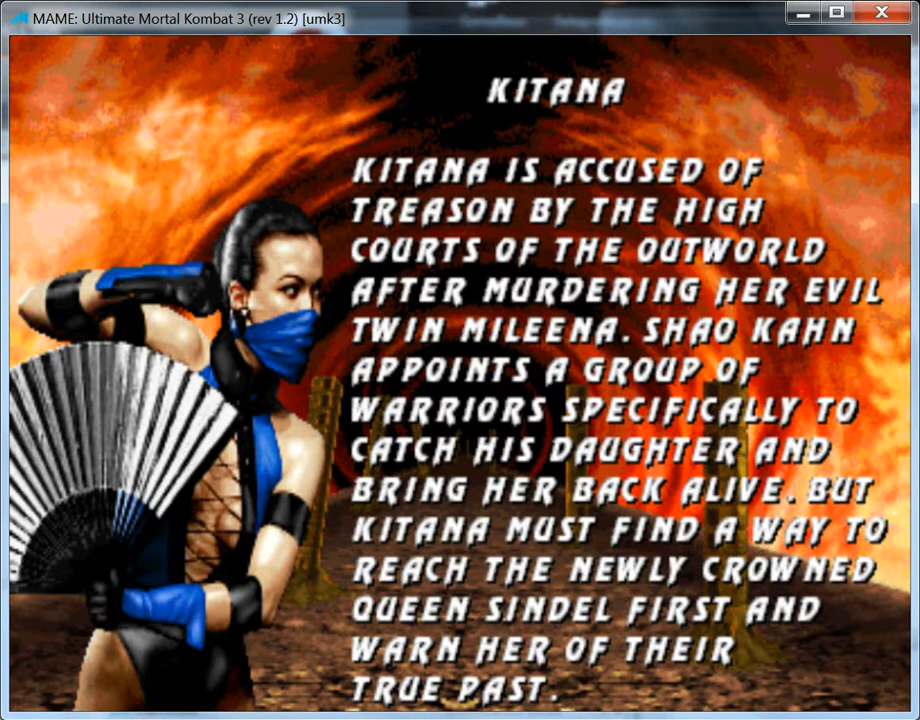 MAME: Ultimate Mortal Kombat 3 (rev 1.2) [umk3]
KITANA
KITANA IS ACCUSED OF
TREASON BY THE HIGH
COURTS OF THE OUTWORLD
AFTER MURDERING HER EVIL
TWIN MILEENA. SHAO KAHN
APPOINTS A GROUP OF
WARRIORS SPECIFICALLY TO
CATCH HIS DAUGHTER AND
BRING HER BACK ALIVE. BUT
KITANA MUST FIND A WAY TO
REACH THE NEWLY CROWNED
QUEEN SINDEL FIRST AND
WARN HER OF THEIR
TRUE PAST.